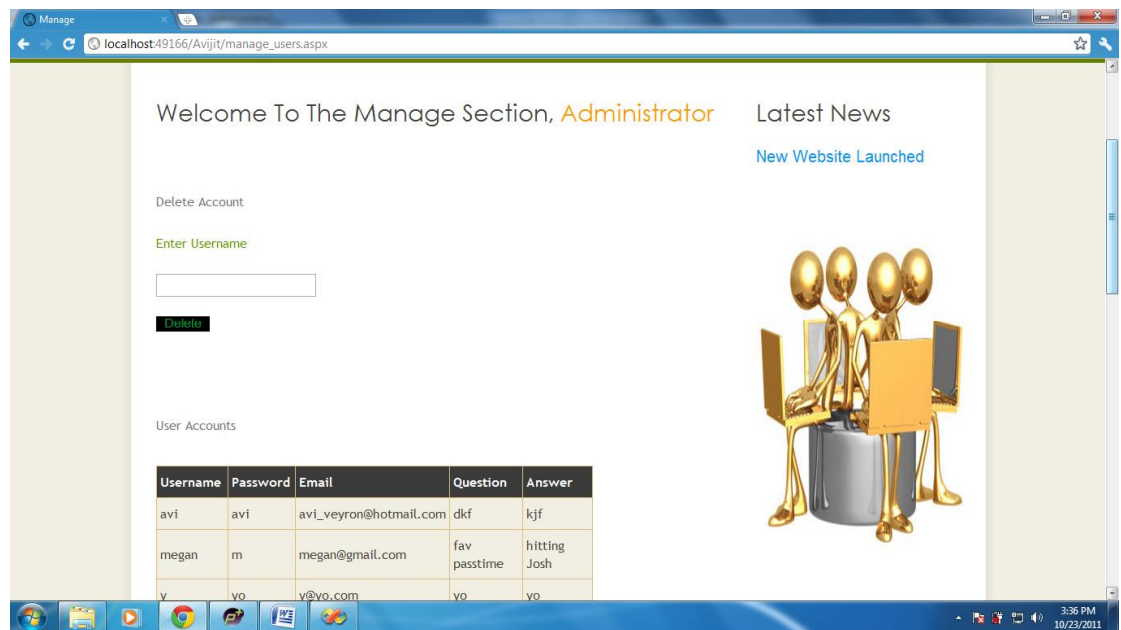 Manage
localhost:49166/Avijit/manage_users.aspx
Welcome To The Manage Section, Administrator
Latest News
New Website Launched
Delete Account
Enter Username
Delete
User Accounts
Username Password Email Question Answer
avi avi avi_veyron@hotmail.com dkf kjf
megan m megan@gmail.com fav passtime hitting Josh
y yo y@yo.com yo yo
3:36 PM
10/23/2011